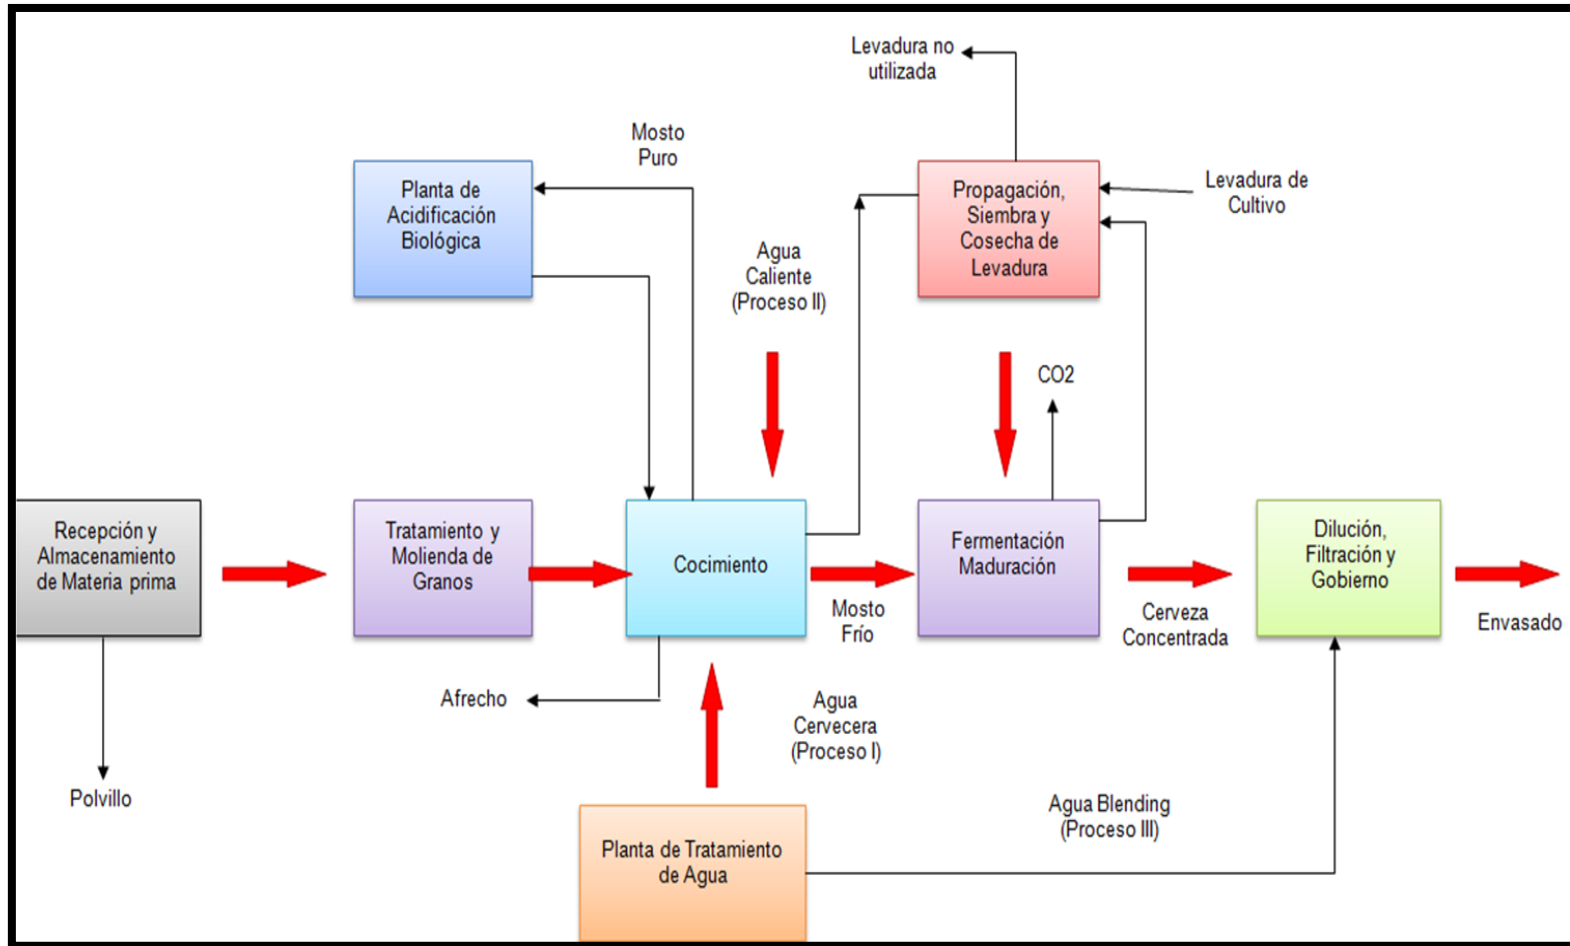 Levadura no
utilizada
Mosto
Puro
Planta de
Acidificación
Biológica
Propagación,
Siembra y
Cosecha de
Levadura
Levadura de
Cultivo
Agua
Caliente
(Proceso II)
CO2
Recepción y
Almacenamiento
de Materia prima
Tratamiento y
Molienda de
Granos
Cocimiento
Fermentación
Maduración
Dilución,
Filtración y
Gobierno
Mosto
Frío
Cerveza
Concentrada
Envasado
Afrecho
Agua
Cervecera
(Proceso I)
Polvillo
Agua Blending
(Proceso III)
Planta de Tratamiento
de Agua